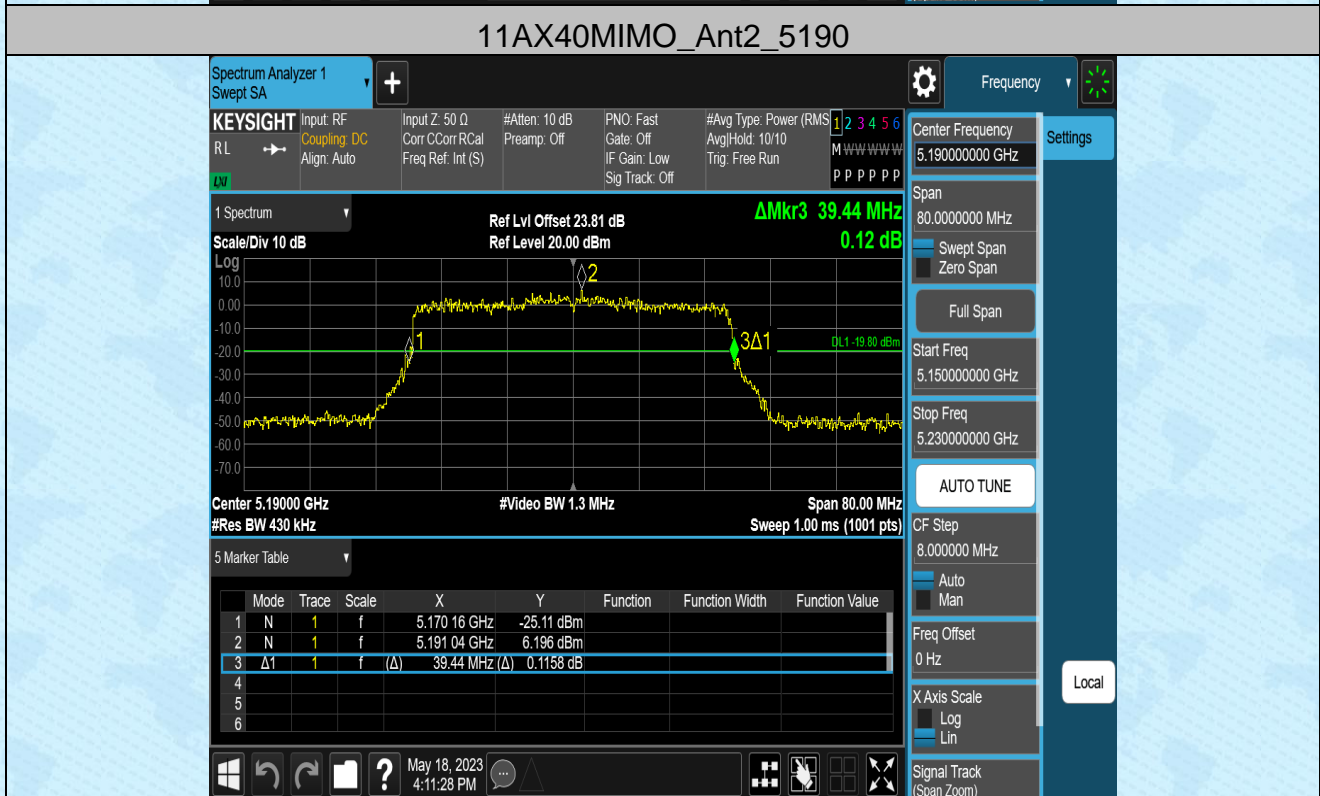 11AX40MIMO_Ant2_5190
Spectrum Analyzer 1
Swept SA
+
Frequency
KEYSIGHT
RL
LXI
Input: RF
Coupling: DC
Align: Auto
Input Z: 50 Ω
Corr CCorr RCal
Freq Ref: Int (S)
#Atten: 10 dB
Preamp: Off
PNO: Fast
Gate: Off
IF Gain: Low
Sig Track: Off
#Avg Type: Power (RMS
Avg|Hold: 10/10
Trig: Free Run
1 2 3 4 5 6
M W W W W W
P P P P P P
1 Spectrum
Scale/Div 10 dB
Ref Lvl Offset 23.81 dB
Ref Level 20.00 dBm
ΔMkr3 39.44 MHz
0.12 dB
Log
10.0
0.00
-10.0
-20.0
-30.0
-40.0
-50.0
-60.0
-70.0
2
1
3Δ1
DL1 -19.80 dBm
Center 5.19000 GHz
#Video BW 1.3 MHz
Span 80.00 MHz
#Res BW 430 kHz
Sweep 1.00 ms (1001 pts)
5 Marker Table
Mode Trace Scale X Y Function Function Width Function Value
1 N 1 f 5.170 16 GHz -25.11 dBm
2 N 1 f 5.191 04 GHz 6.196 dBm
3 Δ1 1 f (Δ) 39.44 MHz (Δ) 0.1158 dB
4
5
6
?
May 18, 2023
4:11:28 PM
Center Frequency
5.190000000 GHz
Settings
Span
80.0000000 MHz
Swept Span
Zero Span
Full Span
Start Freq
5.150000000 GHz
Stop Freq
5.230000000 GHz
AUTO TUNE
CF Step
8.000000 MHz
Auto
Man
Freq Offset
0 Hz
X Axis Scale
Log
Lin
Local
Signal Track
(Span Zoom)